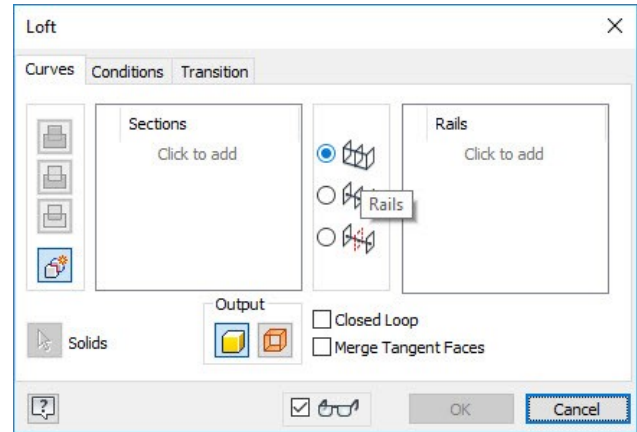 Loft
Curves Conditions Transition
Sections
Click to add
Rails
Click to add
Rails
Output
Solids
Closed Loop
Merge Tangent Faces
OK
Cancel